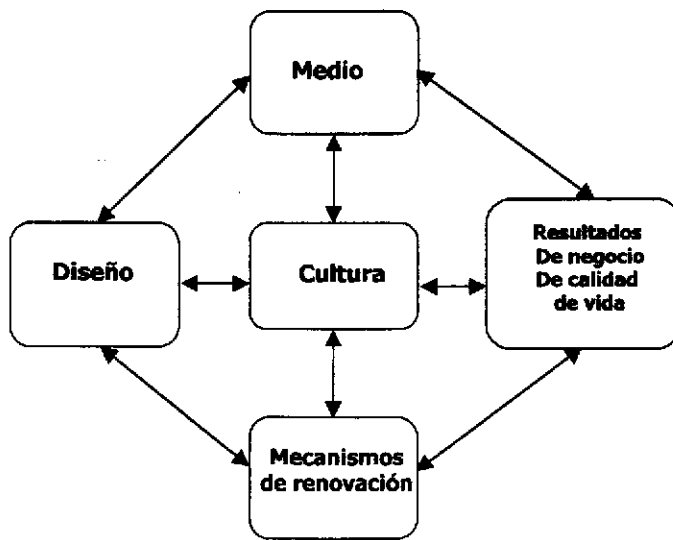 Medio
Diseño
Cultura
Resultados
De negocio
De calidad
de vida
Mecanismos
de renovación